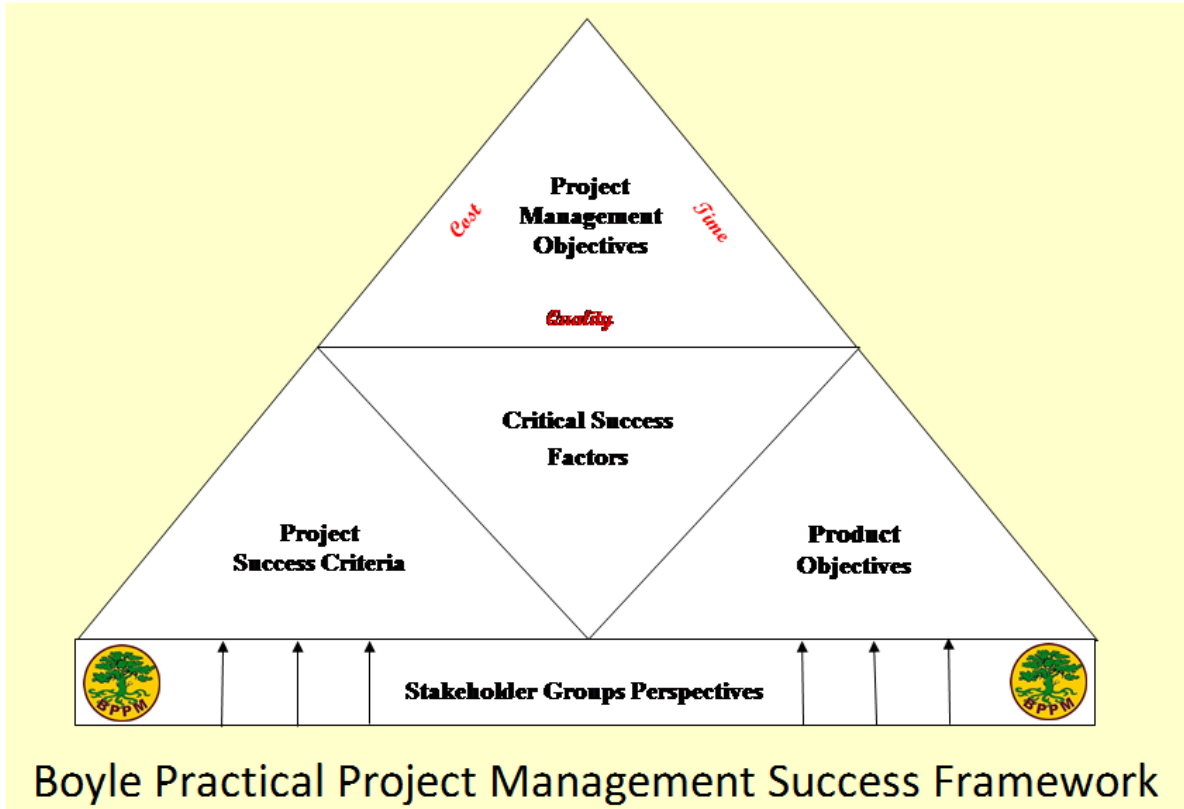 Project
Management
Objectives
Cost
Time
Quality
Critical Success
Factors
Project
Success Criteria
Product
Objectives
BPPM
Stakeholder Groups Perspectives
BPPM
Boyle Practical Project Management Success Framework